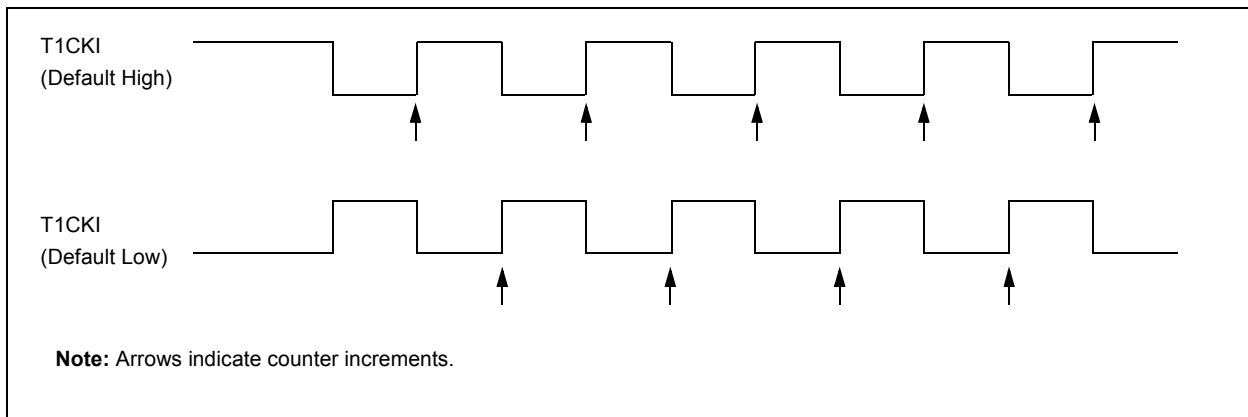 T1CKI
(Default High)
T1CKI
(Default Low)
Note: Arrows indicate counter increments.